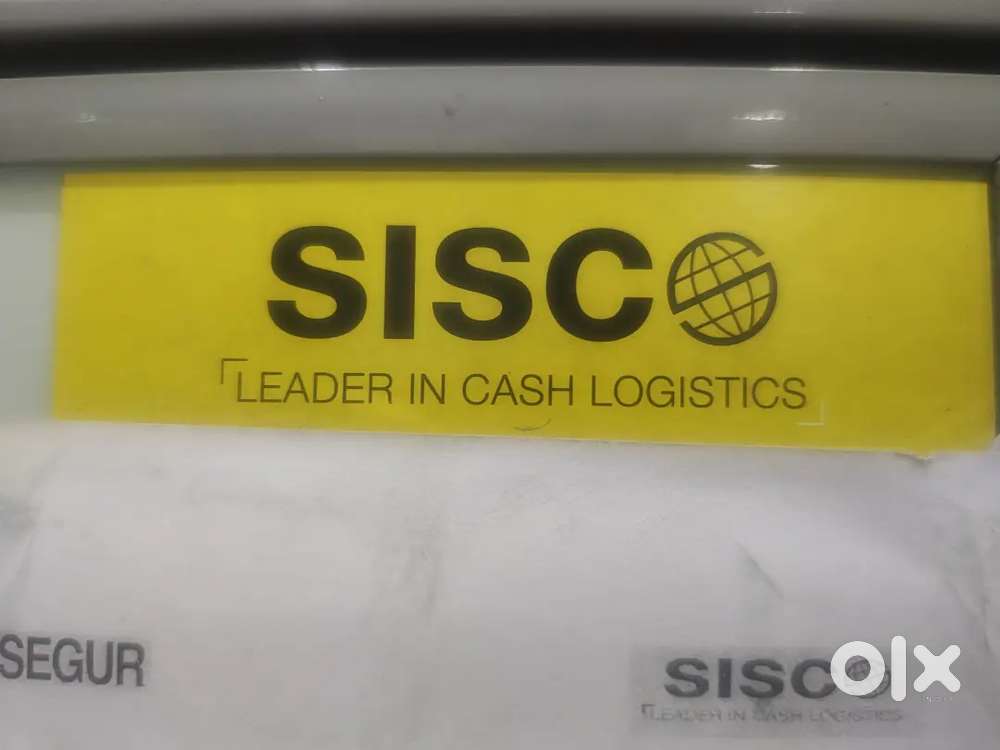 SISCO
LEADER IN CASH LOGISTICS
SEGUR
SISCO
LEADER IN CASH LOGISTICS
olx